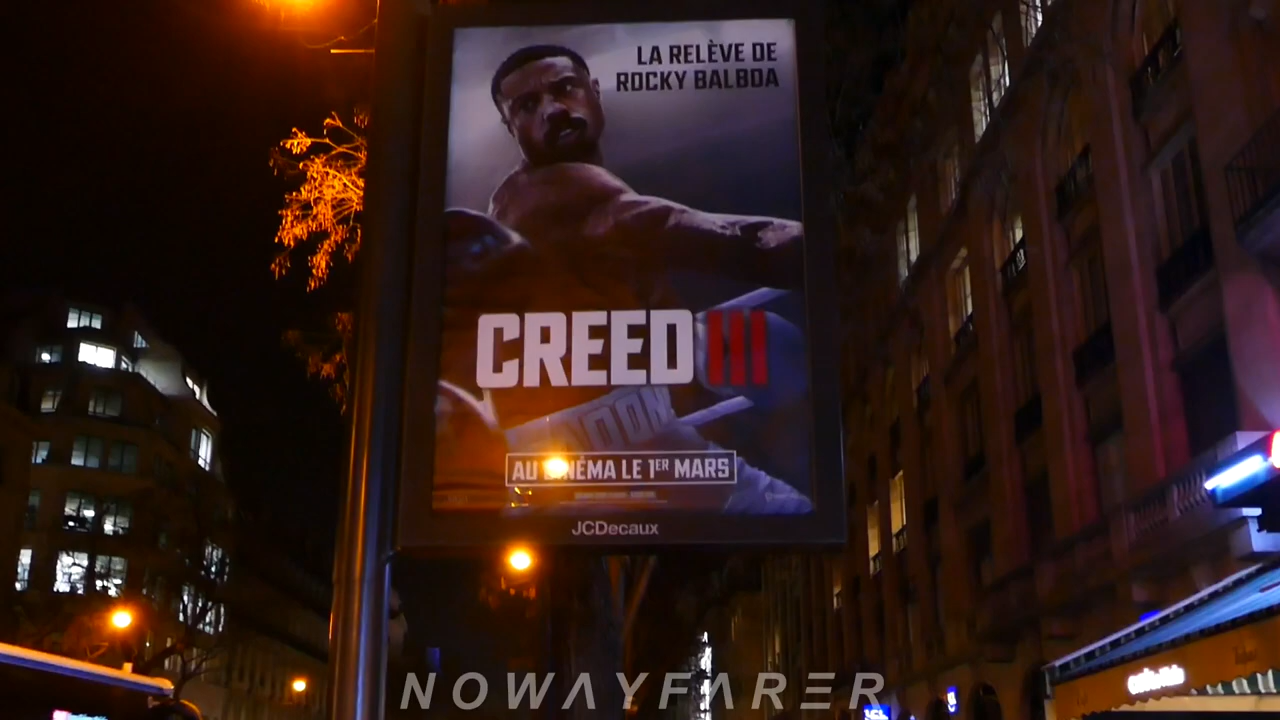 LA RELÈVE DE
ROCKY BALBOA
CREED III
AU CINÉMA LE 1ER MARS
JCDecaux
NOWAYFARER